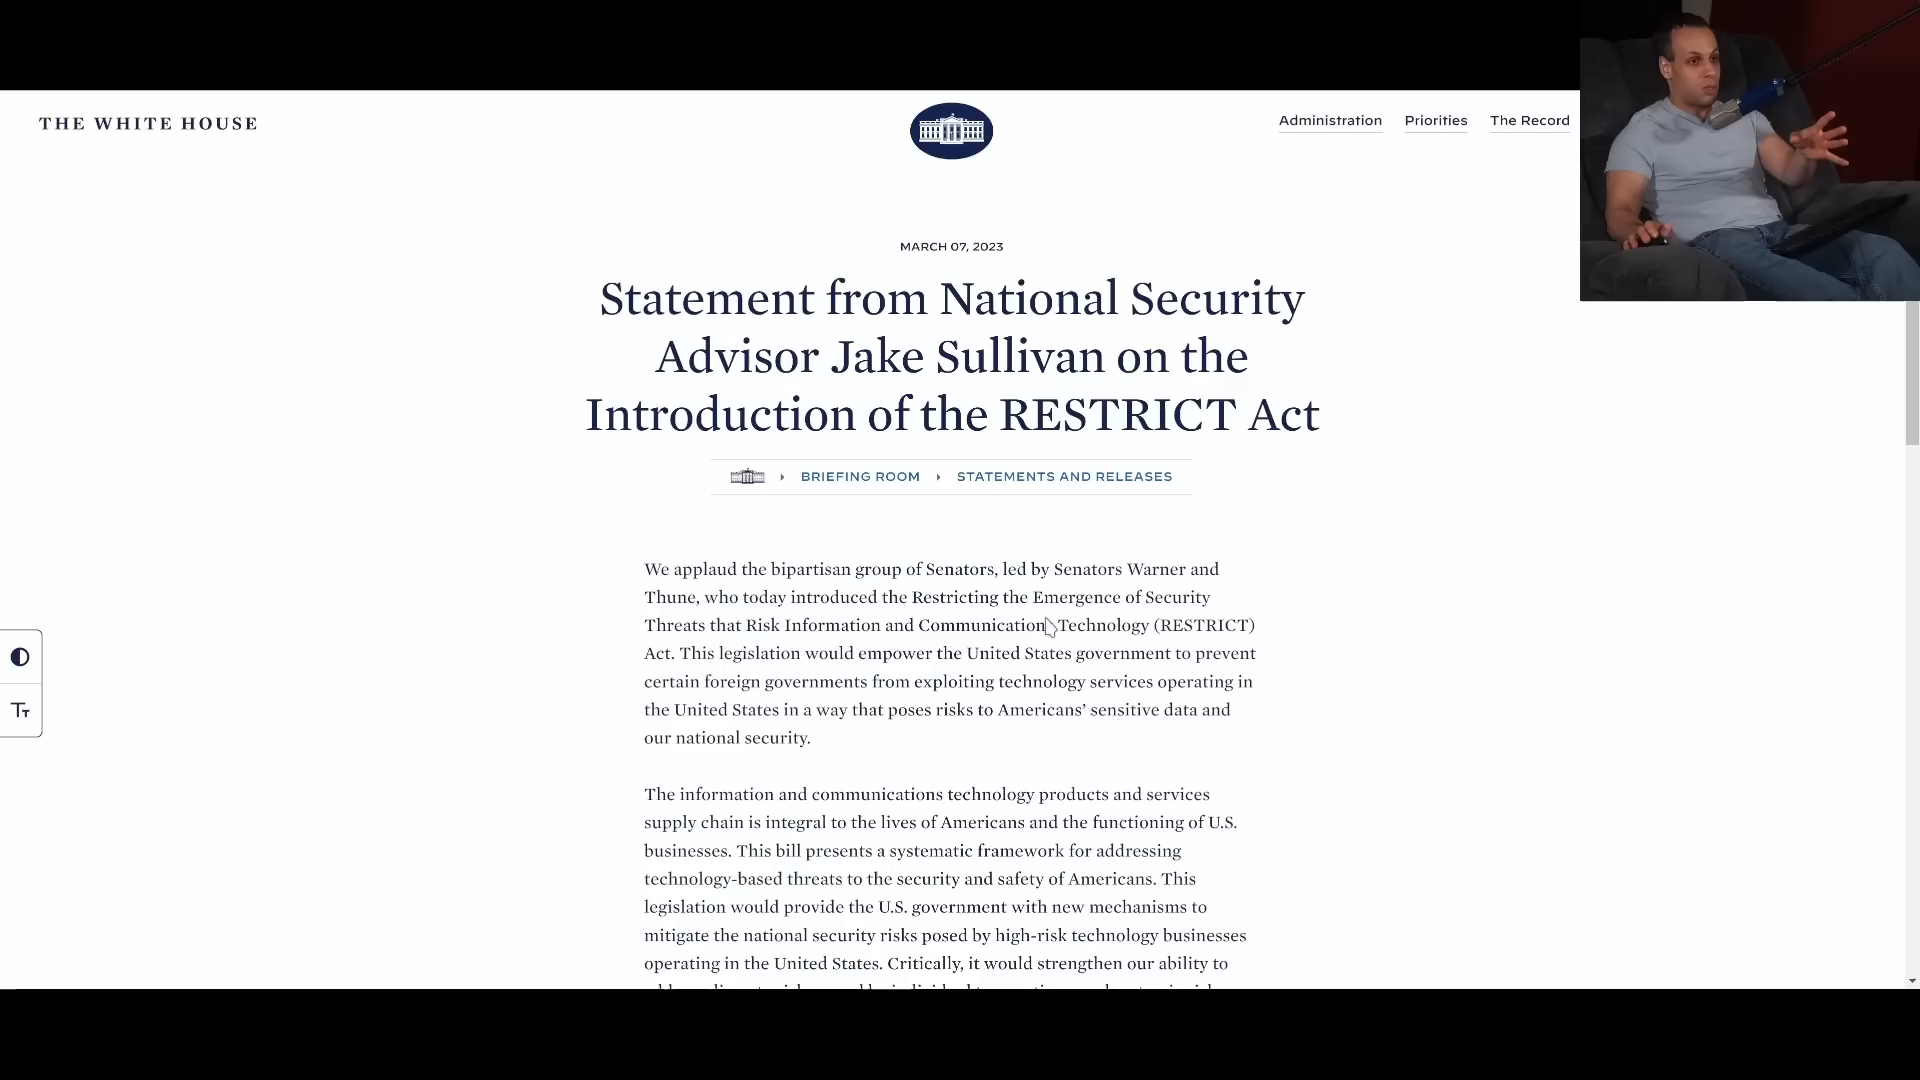 THE WHITE HOUSE
Administration
Priorities
The Record
MARCH 07, 2023
Statement from National Security
Advisor Jake Sullivan on the
Introduction of the RESTRICT Act
BRIEFING ROOM
STATEMENTS AND RELEASES
We applaud the bipartisan group of Senators, led by Senators Warner and
Thune, who today introduced the Restricting the Emergence of Security
Threats that Risk Information and Communication Technology (RESTRICT)
Act. This legislation would empower the United States government to prevent
certain foreign governments from exploiting technology services operating in
the United States in a way that poses risks to Americans’ sensitive data and
our national security.
The information and communications technology products and services
supply chain is integral to the lives of Americans and the functioning of U.S.
businesses. This bill presents a systematic framework for addressing
technology-based threats to the security and safety of Americans. This
legislation would provide the U.S. government with new mechanisms to
mitigate the national security risks posed by high-risk technology businesses
operating in the United States. Critically, it would strengthen our ability to
TT